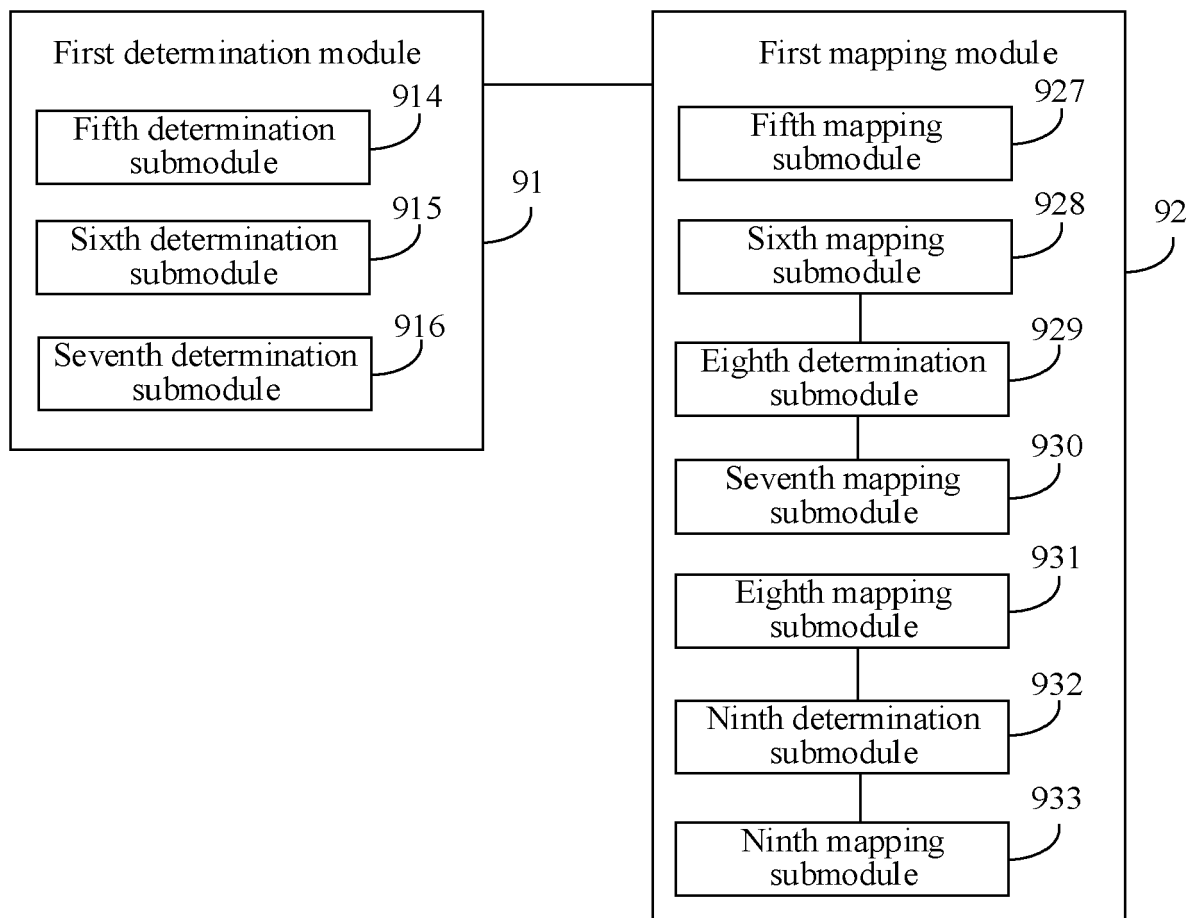 First determination module
914
Fifth determination
submodule
915
Sixth determination
submodule
916
Seventh determination
submodule
91
First mapping module
927
Fifth mapping
submodule
928
Sixth mapping
submodule
929
Eighth determination
submodule
930
Seventh mapping
submodule
931
Eighth mapping
submodule
932
Ninth determination
submodule
933
Ninth mapping
submodule
92